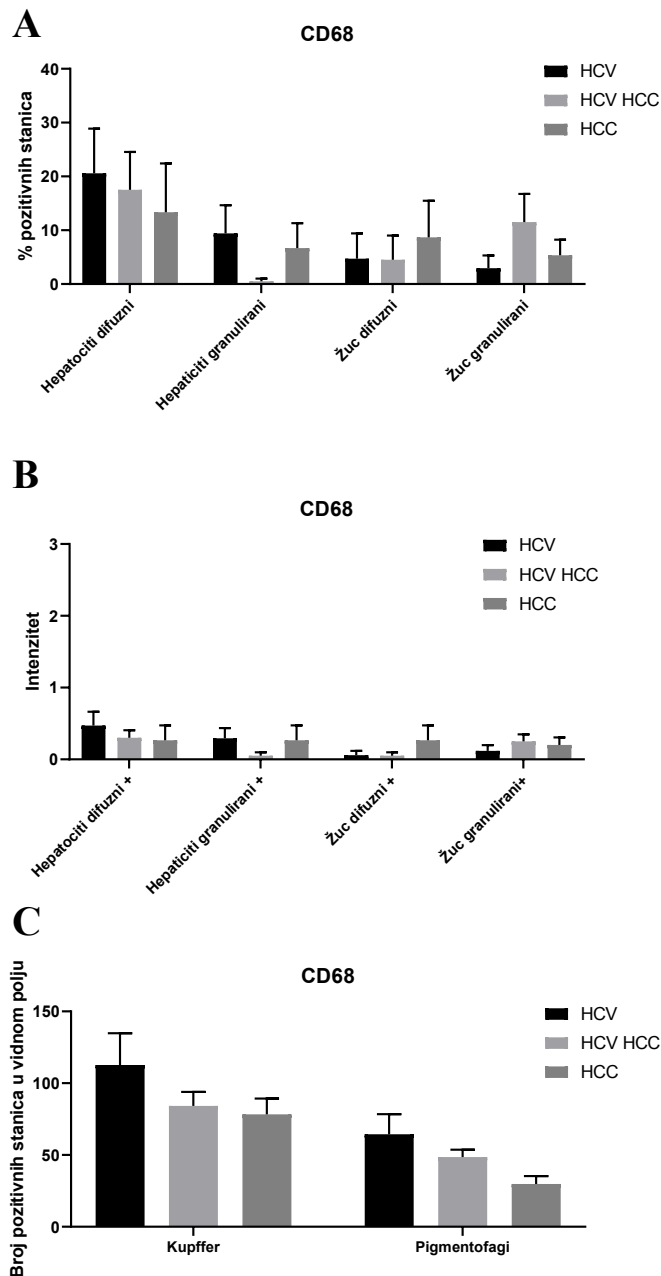 A
CD68
HCV
HCV HCC
HCC
% pozitivnih stanica
40
30
20
10
0
Hepatociti difuzni
Hepaticiti granulirani
Žuc difuzni
Žuc granulirani
B
CD68
HCV
HCV HCC
HCC
Intenzitet
3
2
1
0
Hepatociti difuzni +
Hepaticiti granulirani +
Žuc difuzni +
Žuc granulirani+
C
CD68
HCV
HCV HCC
HCC
Broj pozitivnih stanica u vidnom polju
150
100
50
0
Kupffer
Pigmentofagi